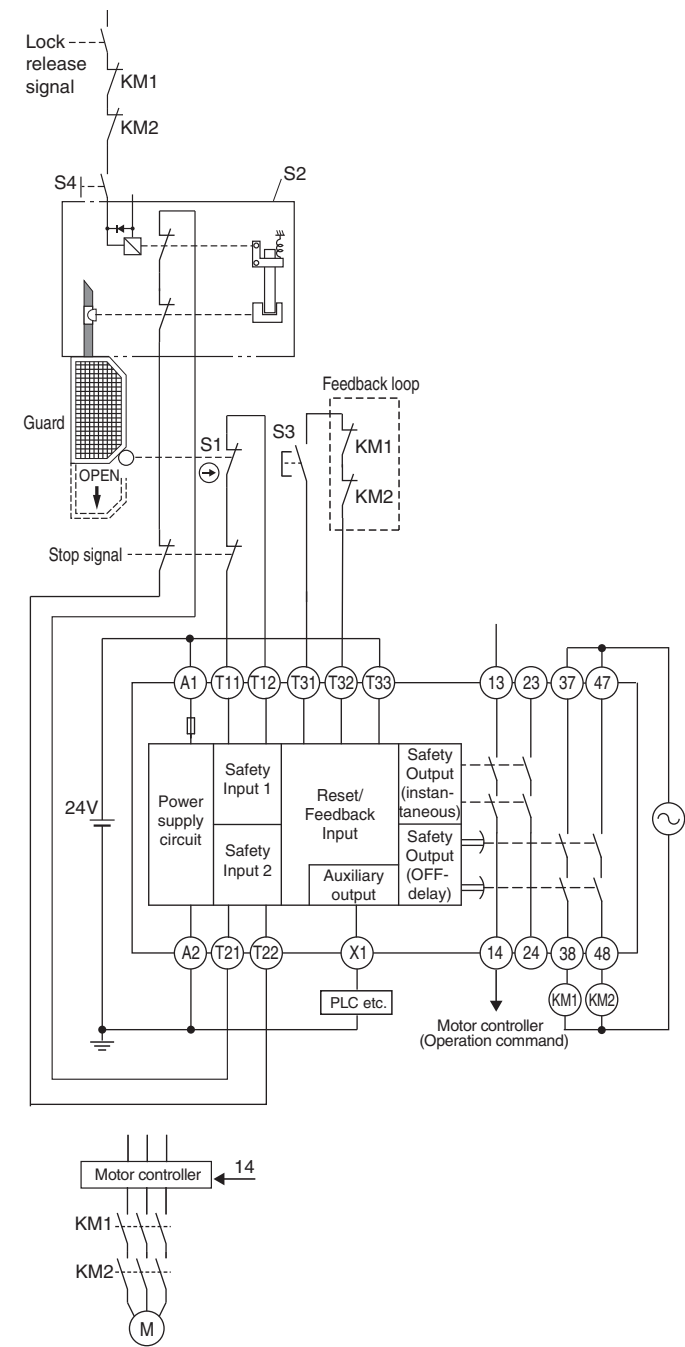 Lock
release
signal
KM1
KM2
S4
S2
Guard
OPEN
Feedback loop
S1
S3
KM1
KM2
Stop signal
A1
T11
T12
T31
T32
T33
13
23
37
47
24V
Power
supply
circuit
Safety
Input 1
Safety
Input 2
Reset/
Feedback
Input
Auxiliary
output
Safety
Output
(instan-
taneous)
Safety
Output
(OFF-
delay)
A2
T21
T22
X1
14
24
38
48
PLC etc.
KM1
KM2
Motor controller
(Operation command)
Motor controller
14
KM1
KM2
M